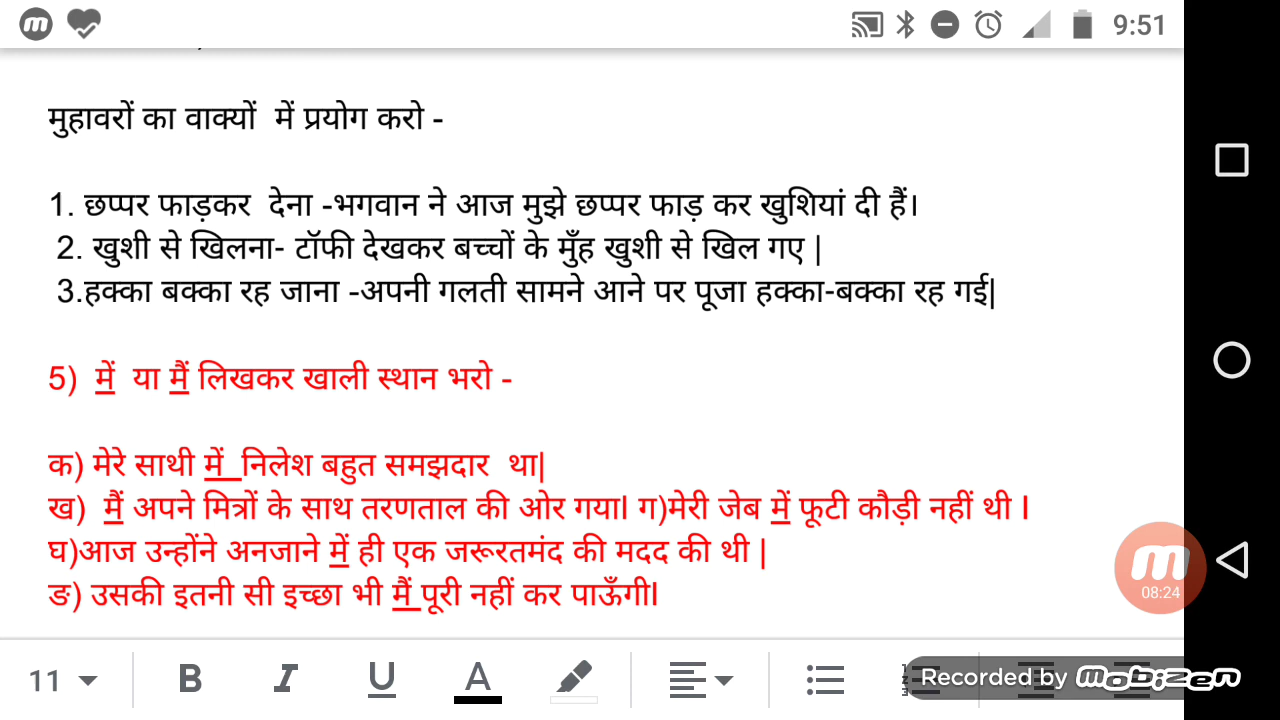 9:51
मुहावरों का वाक्यों में प्रयोग करो -
1. छप्पर फाड़कर देना -भगवान ने आज मुझे छप्पर फाड़ कर खुशियां दी हैं।
2. खुशी से खिलना- टॉफी देखकर बच्चों के मुँह खुशी से खिल गए |
3.हक्का बक्का रह जाना -अपनी गलती सामने आने पर पूजा हक्का-बक्का रह गई|
5) में या मैं लिखकर खाली स्थान भरो -
क) मेरे साथी में_निलेश बहुत समझदार था|
ख) मैं अपने मित्रों के साथ तरणताल की ओर गया। ग)मेरी जेब में फूटी कौड़ी नहीं थी ।
घ)आज उन्होंने अनजाने में ही एक जरूरतमंद की मदद की थी |
ङ) उसकी इतनी सी इच्छा भी मैं पूरी नहीं कर पाऊँगी।
08:24
11 B I U A
Recorded by mobizen